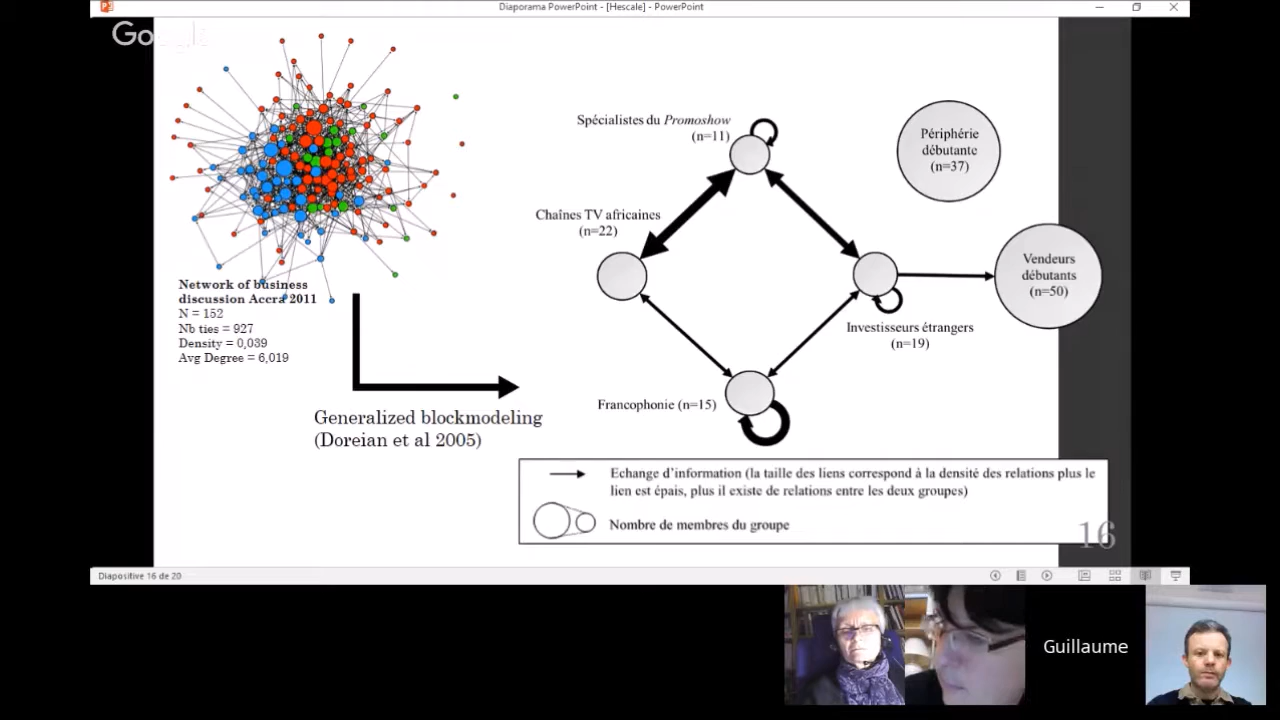 Diaporama PowerPoint - [Hescale] - PowerPoint
Google
Spécialistes du Promoshow
(n=11)
Périphérie
débutante
(n=37)
Chaînes TV africaines
(n=22)
Vendeurs
débutants
(n=50)
Network of business
discussion Accra 2011
N = 152
Nb ties = 927
Density = 0,039
Avg Degree = 6,019
Investisseurs étrangers
(n=19)
Francophonie (n=15)
Generalized blockmodeling
(Doreian et al 2005)
Echange d'information (la taille des liens correspond à la densité des relations plus le
lien est épais, plus il existe de relations entre les deux groupes)
Nombre de membres du groupe
16
Diapositive 16 de 20
Guillaume